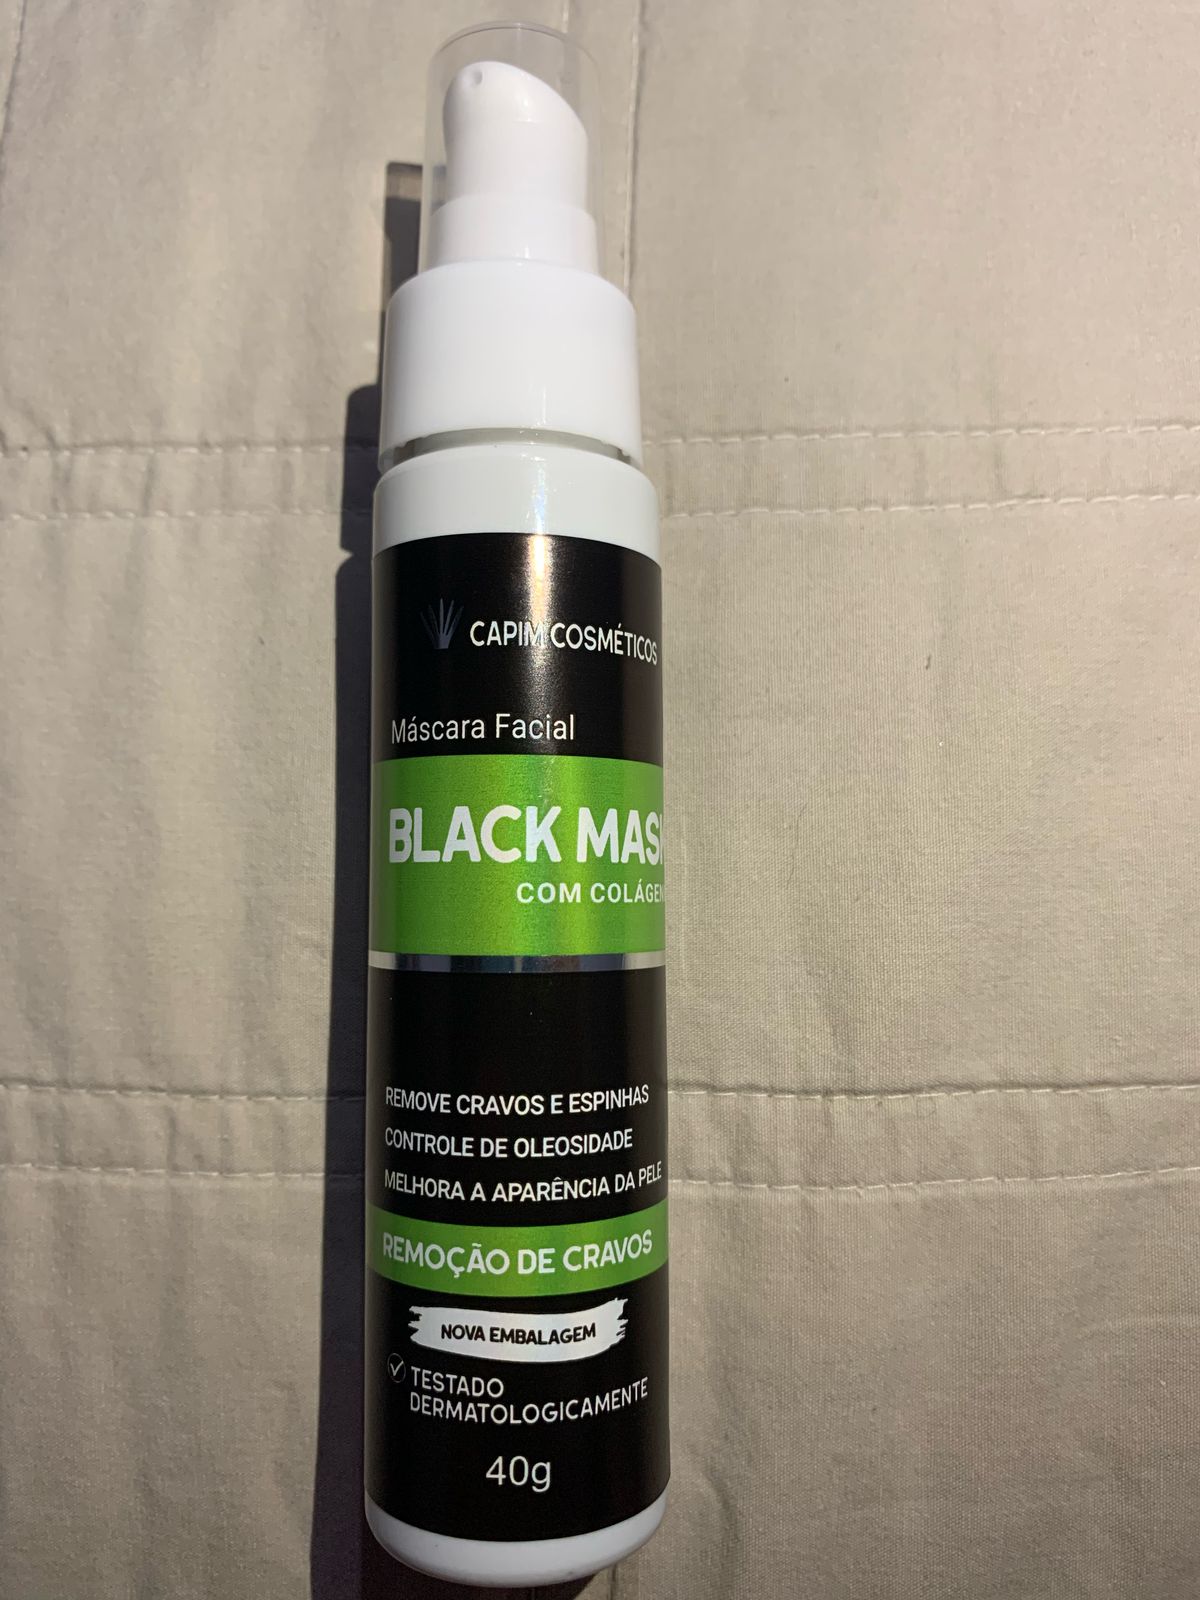 CAPIM COSMÉTICOS
Máscara Facial
BLACK MAS
COM COLÁGEN
REMOVE CRAVOS E ESPINHAS
CONTROLE DE OLEOSIDADE
MELHORA A APARÊNCIA DA PELE
REMOÇÃO DE CRAVOS
NOVA EMBALAGEM
TESTADO
DERMATOLOGICAMENTE
40g